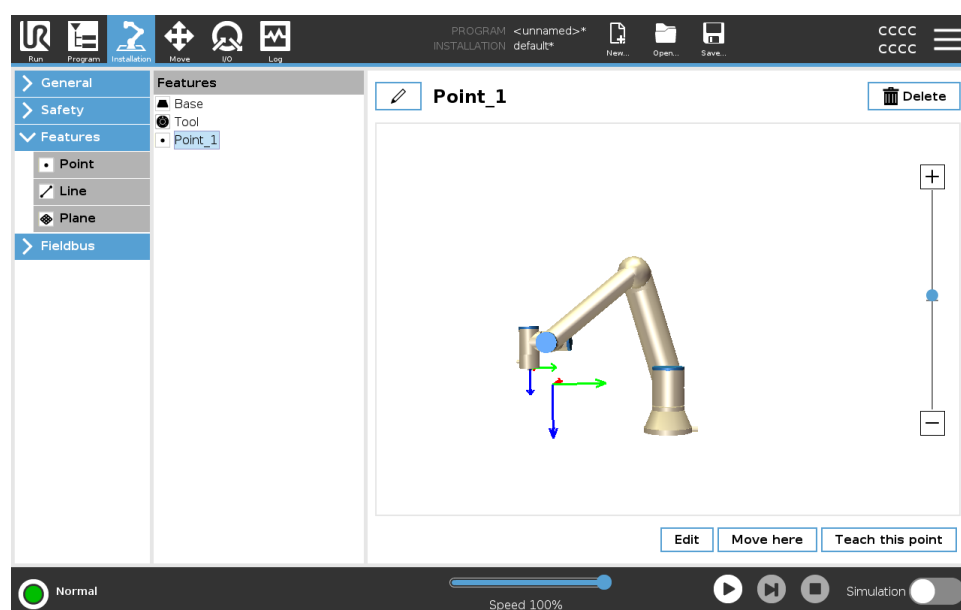 UR
PROGRAM <unnamed>*
INSTALLATION default*
Run Program Installation Move I/O Log New... Open... Save...
CCCC
CCCC
General
Safety
Features
Point
Line
Plane
Fieldbus
Features
Base
Tool
Point_1
Point_1
Delete
+
−
Edit Move here Teach this point
Normal
Speed 100%
Simulation